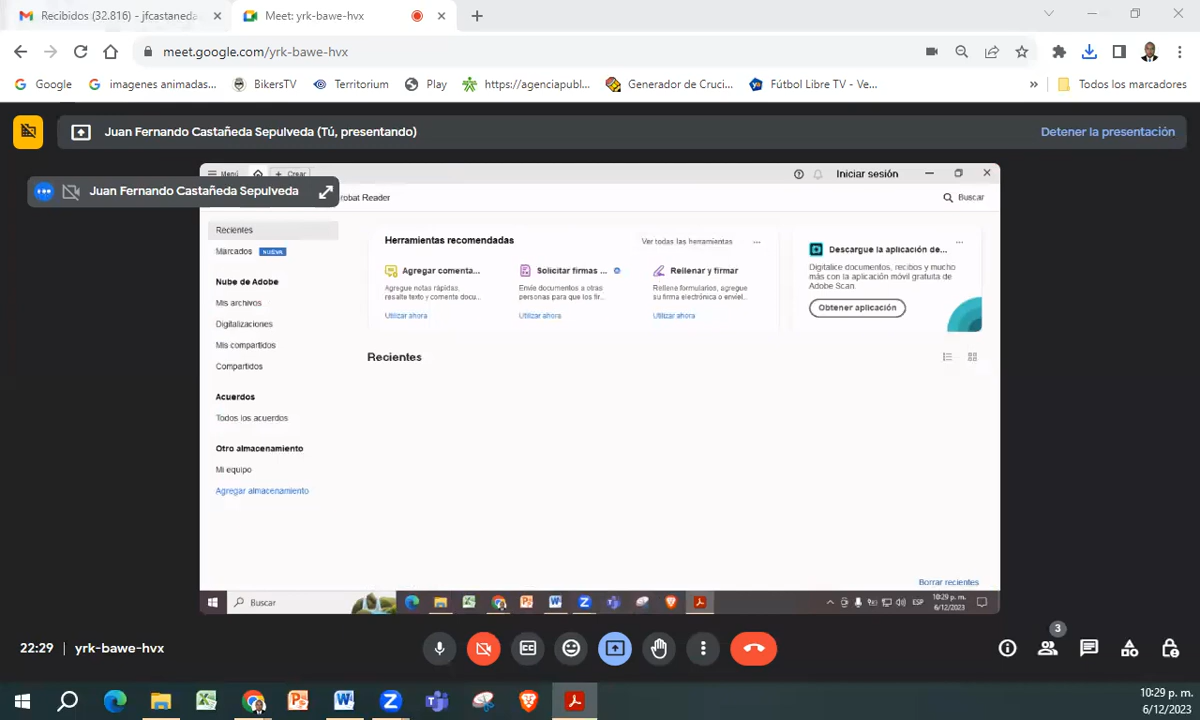 Recibidos (32.816) - jfcastaneda
Meet: yrk-bawe-hvx
meet.google.com/yrk-bawe-hvx
Google
imagenes animadas...
BikersTV
Territorium
Play
https://agenciapubl...
Generador de Cruci...
Fútbol Libre TV - Ve...
»
Todos los marcadores
Juan Fernando Castañeda Sepulveda (Tú, presentando)
Detener la presentación
Menú
+ Crear
Iniciar sesión
Juan Fernando Castañeda Sepulveda
robat Reader
Buscar
Recientes
Marcados NUEVA
Nube de Adobe
Mis archivos
Digitalizaciones
Mis compartidos
Compartidos
Acuerdos
Todos los acuerdos
Otro almacenamiento
Mi equipo
Agregar almacenamiento
Herramientas recomendadas
Ver todas las herramientas
...
Agregar comenta...
Agregue notas rápidas,
resalte texto y comente docu...
Utilizar ahora
Solicitar firmas ...
Envíe documentos a otras
personas para que los fir...
Utilizar ahora
Rellenar y firmar
Rellene formularios, agregue
su firma electrónica o envíel...
Utilizar ahora
Descargue la aplicación de...
...
Digitalice documentos, recibos y mucho
más con la aplicación móvil gratuita de
Adobe Scan.
Obtener aplicación
Recientes
Borrar recientes
Buscar
ESP
10:29 p. m.
6/12/2023
22:29 | yrk-bawe-hvx
3
10:29 p. m.
6/12/2023